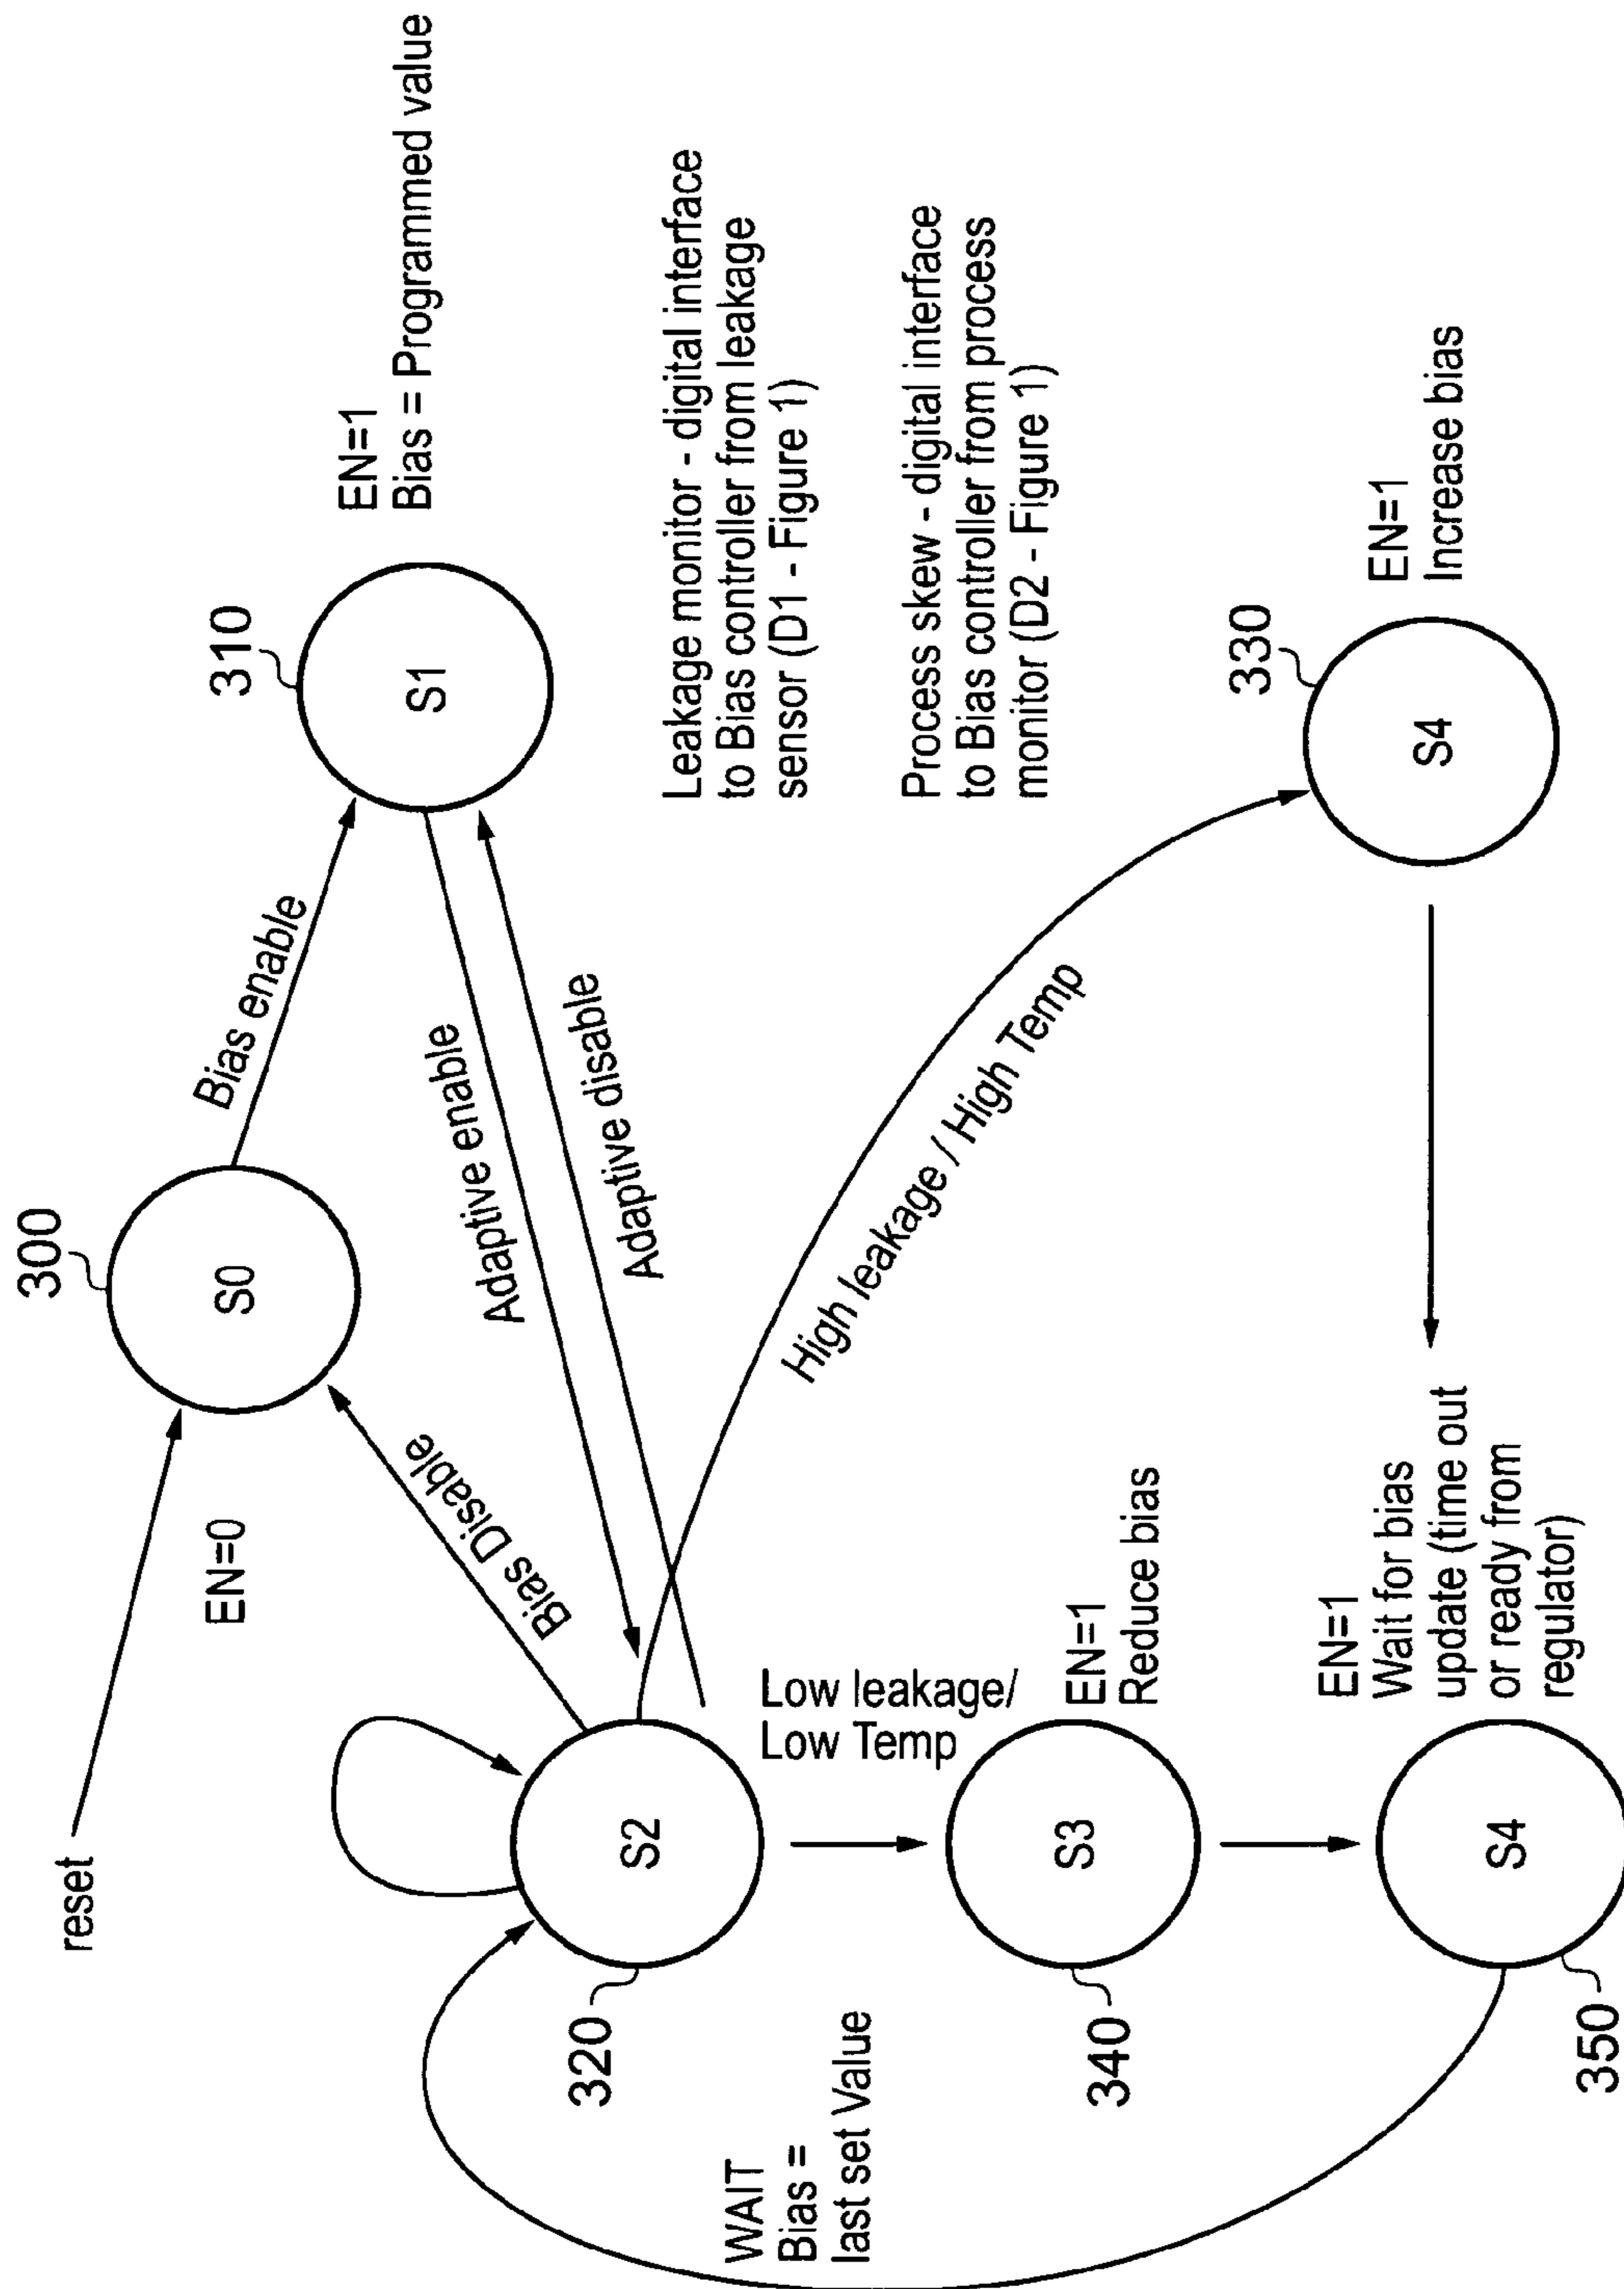 reset
300
S0
EN=0
Bias enable
310
S1
EN=1
Bias = Programmed value
Bias Disable
Adaptive enable
Adaptive disable
Leakage monitor - digital interface
to Bias controller from leakage
sensor (D1 - Figure 1)
Process skew - digital interface
to Bias controller from process
monitor (D2 - Figure 1)
320
S2
WAIT
Bias =
last set Value
High leakage / High Temp
Low leakage/
Low Temp
340
S3
EN=1
Reduce bias
330
S4
EN=1
Increase bias
EN=1
Wait for bias
update (time out
or ready from
regulator)
350
S4